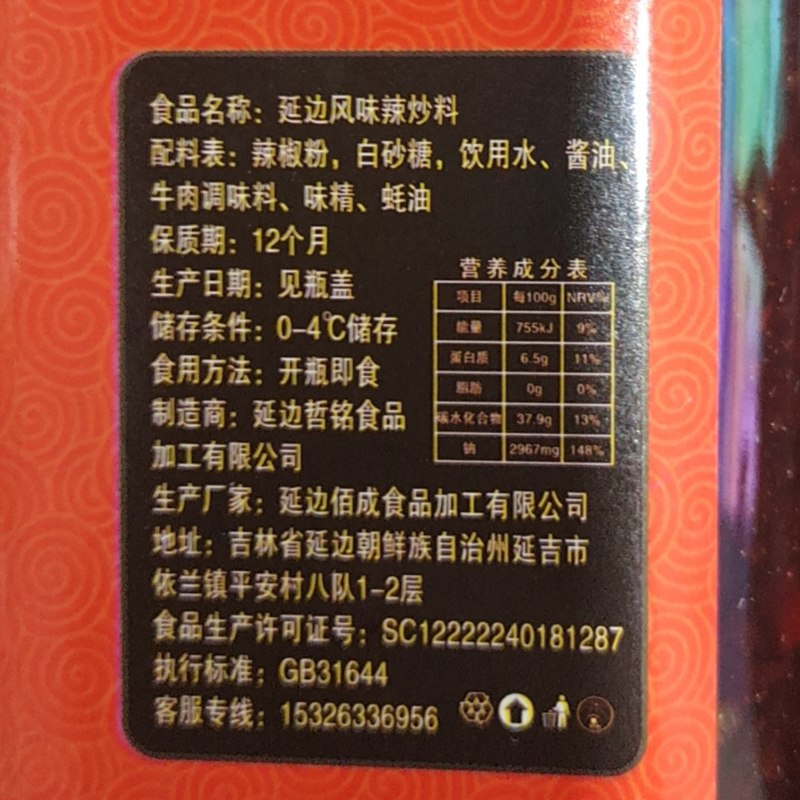 食品名称：延边风味辣炒料
配料表：辣椒粉，白砂糖，饮用水、酱油、
牛肉调味料、味精、蚝油
保质期：12个月
生产日期：见瓶盖
储存条件：0-4℃储存
食用方法：开瓶即食
制造商：延边哲铭食品
加工有限公司
营养成分表
项目 每100g NRV%
能量 755kJ 9%
蛋白质 6.5g 11%
脂肪 0g 0%
碳水化合物 37.9g 13%
钠 2967mg 148%
生产厂家：延边佰成食品加工有限公司
地址：吉林省延边朝鲜族自治州延吉市
依兰镇平安村八队1-2层
食品生产许可证号：SC12222240181287
执行标准：GB31644
客服专线：15326336956